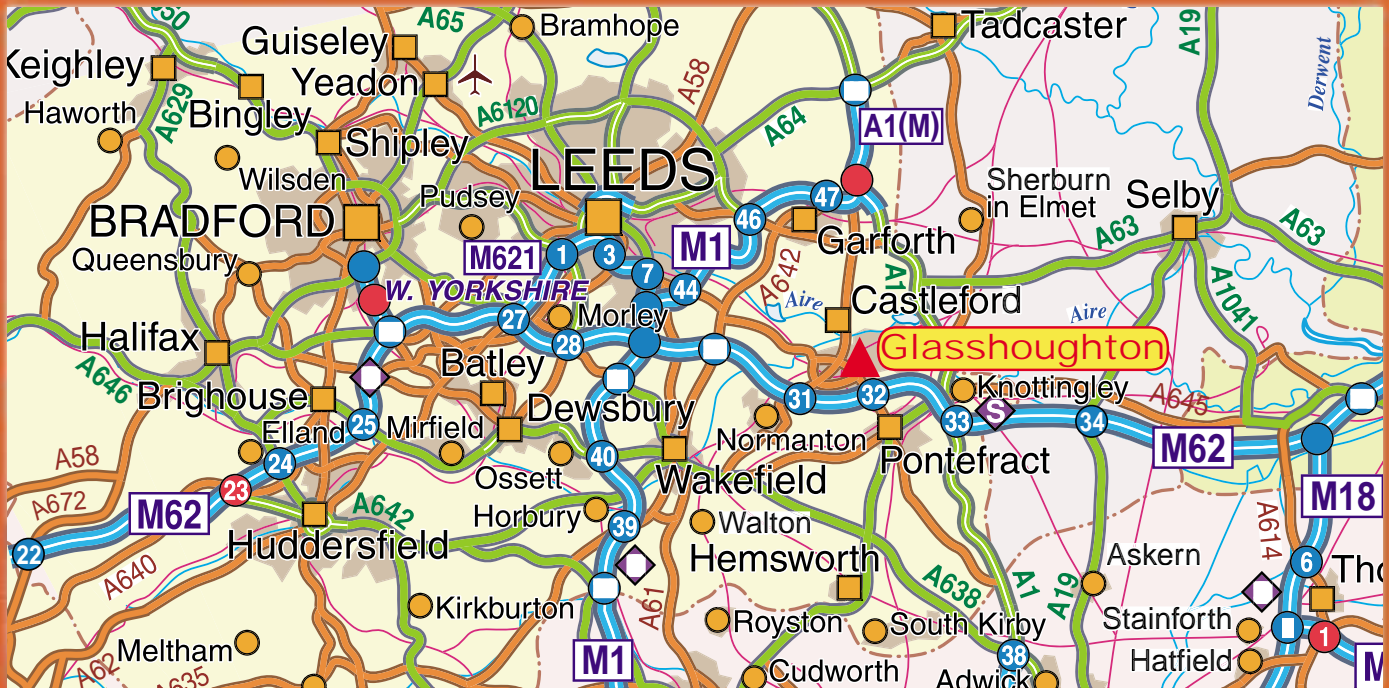 A650
A65
Bramhope
Tadcaster
A19
Guiseley
Keighley
Yeadon
A58
Derwent
Haworth
A629
Bingley
A6120
A64
A1(M)
Shipley
LEEDS
Wilsden
Pudsey
Sherburn
in Elmet
Selby
47
BRADFORD
46
A63
A63
M621
1
3
M1
Garforth
Queensbury
7
A642
A1
W. YORKSHIRE
44
Aire
Castleford
Aire
A1041
27
Morley
Halifax
28
Glasshoughton
A646
Batley
Brighouse
31
32
Knottingley
A645
Dewsbury
S
25
Elland
Mirfield
Normanton
33
34
M62
A58
24
40
Ossett
Wakefield
Pontefract
23
A672
M62
A642
Horbury
39
Walton
M18
22
Huddersfield
Hemsworth
A614
Askern
6
Tho
A640
A638
A1
A19
Kirkburton
A61
Royston
South Kirby
Stainforth
1
Meltham
M1
38
Hatfield
A62
A635
Cudworth
Adwick
M